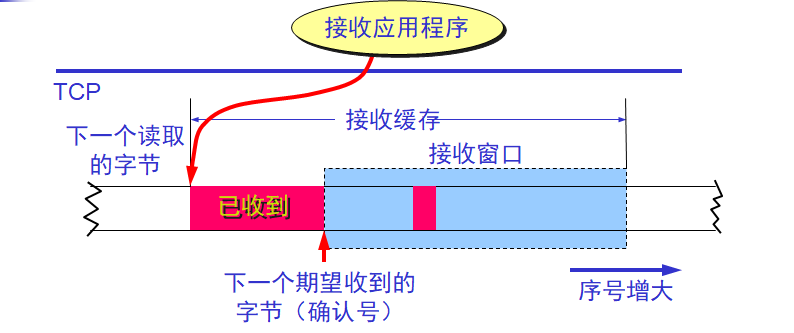 接收应用程序
TCP
接收缓存
下一个读取
的字节
接收窗口
已收到
下一个期望收到的
字节（确认号）
序号增大